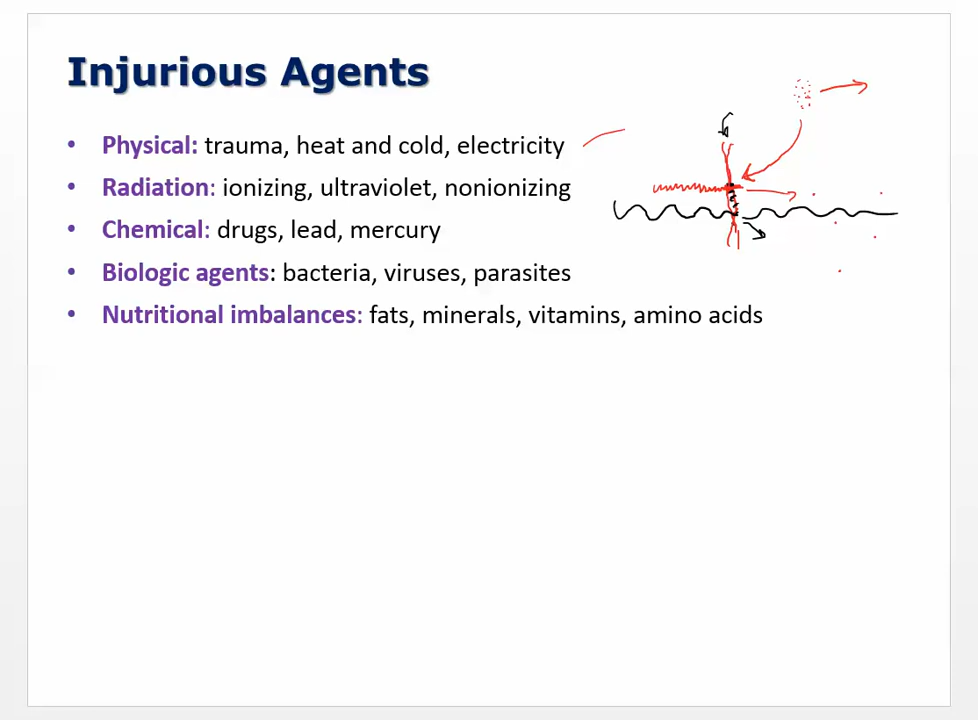 Injurious Agents
• Physical: trauma, heat and cold, electricity
• Radiation: ionizing, ultraviolet, nonionizing
• Chemical: drugs, lead, mercury
• Biologic agents: bacteria, viruses, parasites
• Nutritional imbalances: fats, minerals, vitamins, amino acids